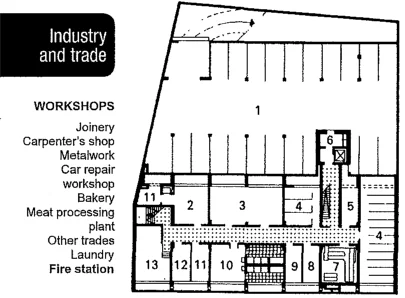 Industry
and trade
WORKSHOPS
Joinery
Carpenter's shop
Metalwork
Car repair
workshop
Bakery
Meat processing
plant
Other trades
Laundry
Fire station
1
6
11
2
3
4
5
4
13
12
11
10
9
8
7